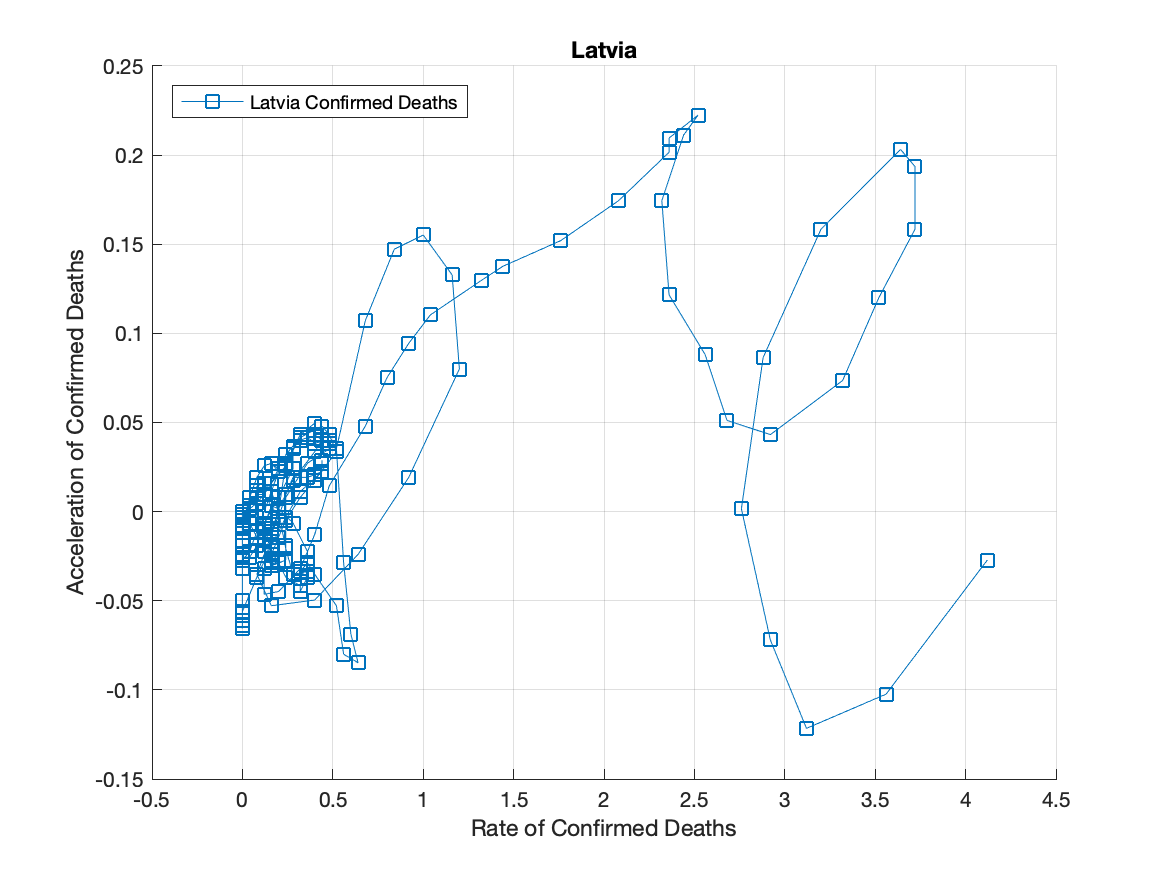 Latvia
Latvia Confirmed Deaths
Acceleration of Confirmed Deaths
0.25
0.2
0.15
0.1
0.05
0
-0.05
-0.1
-0.15
-0.5 0 0.5 1 1.5 2 2.5 3 3.5 4 4.5
Rate of Confirmed Deaths